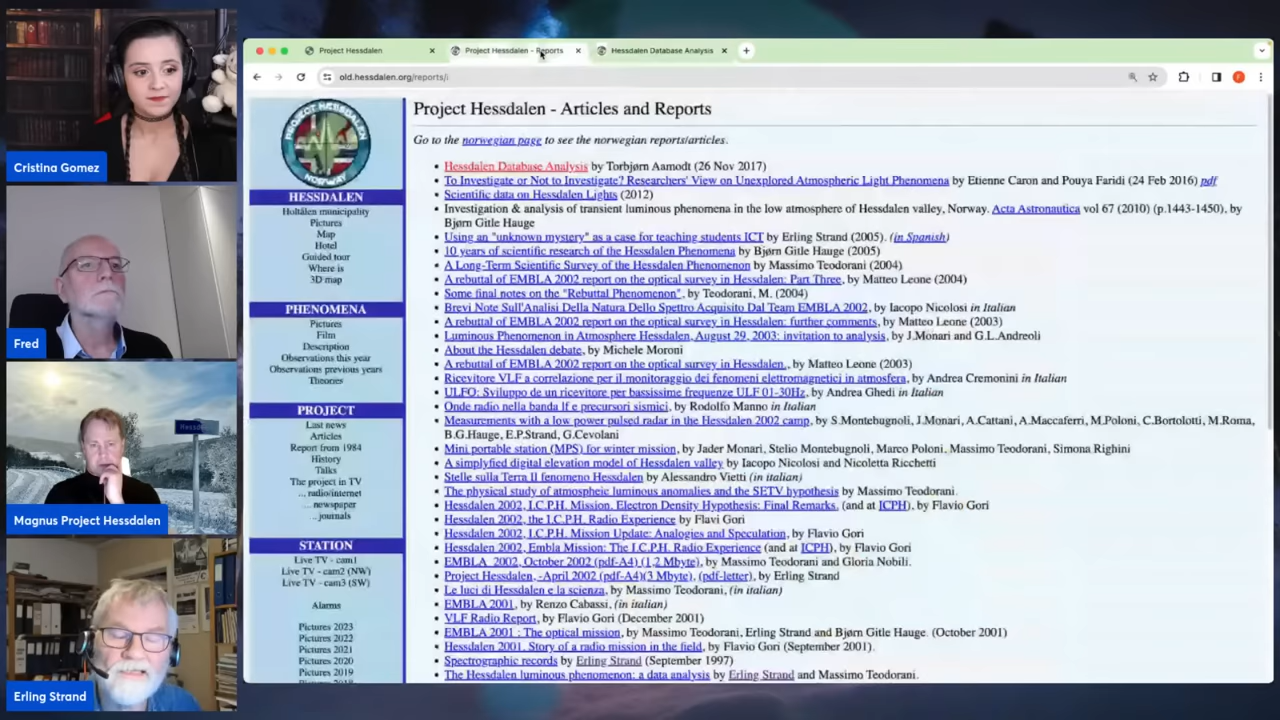 Project Hessdalen
Project Hessdalen - Reports
Hessdalen Database Analysis
old.hessdalen.org/reports/
Cristina Gomez
Fred
Magnus Project Hessdalen
Erling Strand
PROJECT HESSDALEN
NORWAY
HESSDALEN
Holtålen municipality
Pictures
Map
Hotel
Guided tour
Where is
3D map
PHENOMENA
Pictures
Film
Description
Observations this year
Observations previous years
Theories
PROJECT
Last news
Articles
Report from 1984
History
Talks
The project in TV
... radio/internet
... newspaper
... journals
STATION
Live TV - cam1
Live TV - cam2 (NW)
Live TV - cam3 (SW)
Alarms
Pictures 2023
Pictures 2022
Pictures 2021
Pictures 2020
Pictures 2019
Pictures 2018
Project Hessdalen - Articles and Reports
Go to the norwegian page to see the norwegian reports/articles.
• Hessdalen Database Analysis by Torbjørn Aamodt (26 Nov 2017)
• To Investigate or Not to Investigate? Researchers' View on Unexplored Atmospheric Light Phenomena by Etienne Caron and Pouya Faridi (24 Feb 2016) pdf
• Scientific data on Hessdalen Lights (2012)
• Investigation & analysis of transient luminous phenomena in the low atmosphere of Hessdalen valley, Norway. Acta Astronautica vol 67 (2010) (p.1443-1450), by
Bjørn Gitle Hauge
• Using an "unknown mystery" as a case for teaching students ICT by Erling Strand (2005). (in Spanish)
• 10 years of scientific research of the Hessdalen Phenomena by Bjørn Gitle Hauge (2005)
• A Long-Term Scientific Survey of the Hessdalen Phenomenon by Massimo Teodorani (2004)
• A rebuttal of EMBLA 2002 report on the optical survey in Hessdalen: Part Three, by Matteo Leone (2004)
• Some final notes on the "Rebuttal Phenomenon", by Teodorani, M. (2004)
• Brevi Note Sull'Analisi Della Natura Dello Spettro Acquisito Dal Team EMBLA 2002, by Iacopo Nicolosi in Italian
• A rebuttal of EMBLA 2002 report on the optical survey in Hessdalen: further comments, by Matteo Leone (2003)
• Luminous Phenomenon in Atmosphere Hessdalen, August 29, 2003: invitation to analysis, by J.Monari and G.L.Andreoli
• About the Hessdalen debate, by Michele Moroni
• A rebuttal of EMBLA 2002 report on the optical survey in Hessdalen., by Matteo Leone (2003)
• Ricevitore VLF a correlazione per il monitoraggio dei fenomeni elettromagnetici in atmosfera, by Andrea Cremonini in Italian
• ULFO: Sviluppo de un ricevitore per bassissime frequenze ULF 01-30Hz, by Andrea Ghedi in Italian
• Onde radio nella banda lf e precursori sismici, by Rodolfo Manno in Italian
• Measurements with a low power pulsed radar in the Hessdalen 2002 camp, by S.Montebugnoli, J.Monari, A.Cattani, A.Maccaferri, M.Poloni, C.Bortolotti, M.Roma,
B.G.Hauge, E.P.Strand, G.Cevolani
• Mini portable station (MPS) for winter mission, by Jader Monari, Stelio Montebugnoli, Marco Poloni, Massimo Teodorani, Simona Righini
• A simplyfied digital elevation model of Hessdalen valley by Iacopo Nicolosi and Nicoletta Ricchetti
• Stelle sulla Terra Il fenomeno Hessdalen by Alessandro Vietti (in italian)
• The physical study of atmospheic luminous anomalies and the SETV hypothesis by Massimo Teodorani.
• Hessdalen 2002, I.C.P.H. Mission. Electron Density Hypothesis: Final Remarks. (and at ICPH), by Flavio Gori
• Hessdalen 2002, the I.C.P.H. Radio Experience by Flavi Gori
• Hessdalen 2002, I.C.P.H. Mission Update: Analogies and Speculation, by Flavio Gori
• Hessdalen 2002, Embla Mission: The I.C.P.H. Radio Experience (and at ICPH), by Flavio Gori
• EMBLA 2002, October 2002 (pdf-A4) (1,2 Mbyte), by Massimo Teodorani and Gloria Nobili.
• Project Hessdalen, -April 2002 (pdf-A4)(3 Mbyte), (pdf-letter), by Erling Strand
• Le luci di Hessdalen e la scienza, by Massimo Teodorani, (in italian)
• EMBLA 2001, by Renzo Cabassi, (in italian)
• VLF Radio Report, by Flavio Gori (December 2001)
• EMBLA 2001 : The optical mission, by Massimo Teodorani, Erling Strand and Bjørn Gitle Hauge. (October 2001)
• Hessdalen 2001. Story of a radio mission in the field, by Flavio Gori (September 2001).
• Spectrographic records by Erling Strand (September 1997)
• The Hessdalen luminous phenomenon: a data analysis by Erling Strand and Massimo Teodorani.